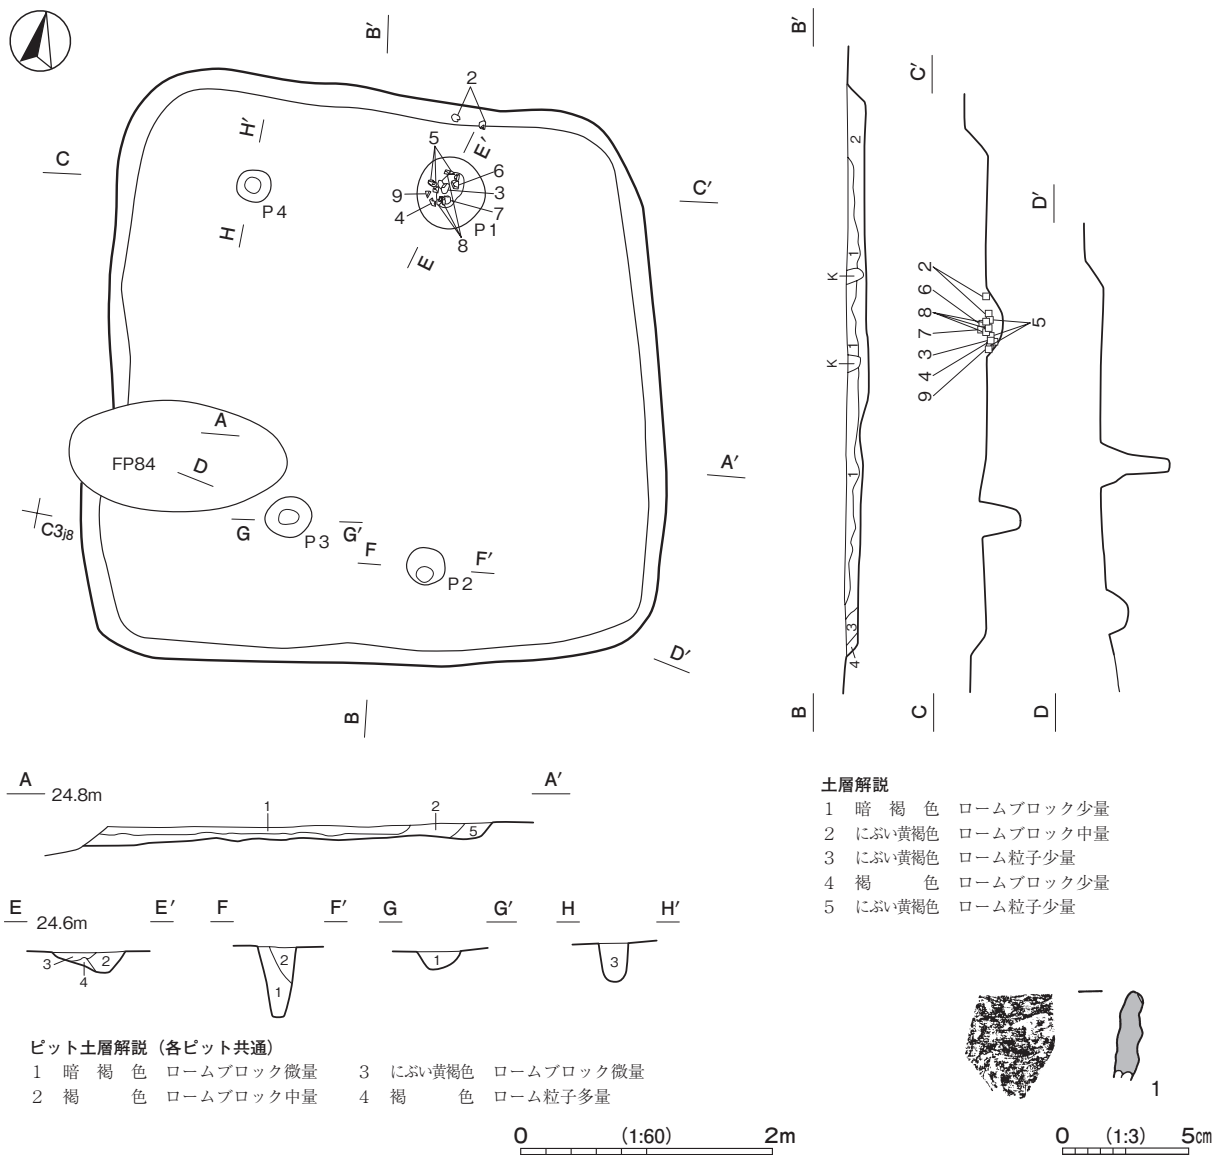 B′
B′
C′
2
H′
E′
C
5
6
9
3
4
7
P4
P1
8
H
E
C′
D′
2
1
K
1
K
1
3
4
2
6
8
7
3
4
9
5
A
FP84
D
A′
C3j8
G
P3
G′
F
P2
F′
D′
B
B
C
D
A
24.8m
A′
1
2
5
土層解説
1 暗褐色 ロームブロック少量
2 にぶい黄褐色 ロームブロック中量
3 にぶい黄褐色 ローム粒子少量
4 褐色 ロームブロック少量
5 にぶい黄褐色 ローム粒子少量
E
24.6m
E′
F
F′
G
G′
H
H′
3
4
2
2
1
1
3
ピット土層解説(各ピット共通)
1 暗褐色 ロームブロック微量
3 にぶい黄褐色 ロームブロック微量
2 褐色 ロームブロック中量
4 褐色 ローム粒子多量
1
0 (1:60) 2m
0 (1:3) 5cm